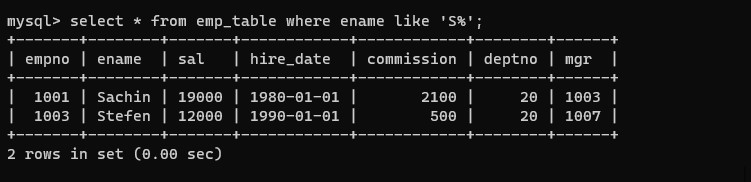 mysql> select * from emp_table where ename like 'S%';
+-------+--------+-------+------------+------------+--------+------+
| empno | ename  | sal   | hire_date  | commission | deptno | mgr  |
+-------+--------+-------+------------+------------+--------+------+
|  1001 | Sachin | 19000 | 1980-01-01 |       2100 |     20 | 1003 |
|  1003 | Stefen | 12000 | 1990-01-01 |        500 |     20 | 1007 |
+-------+--------+-------+------------+------------+--------+------+
2 rows in set (0.00 sec)